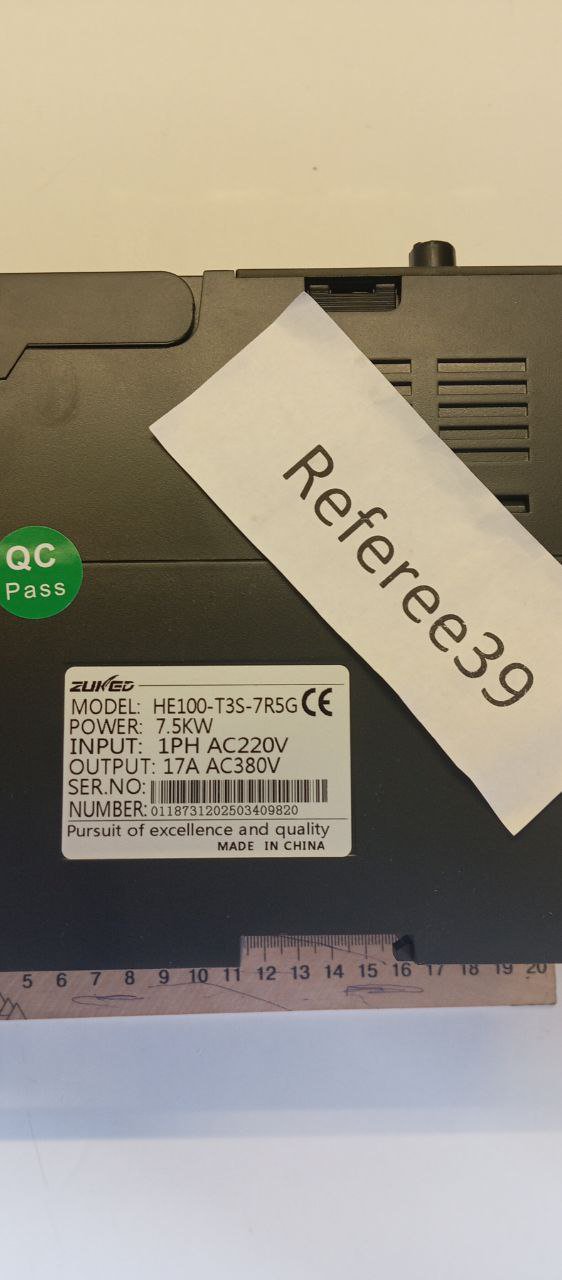 Referee39
QC
Pass
ZUKED
MODEL: HE100-T3S-7R5G CE
POWER: 7.5KW
INPUT: 1PH AC220V
OUTPUT: 17A AC380V
SER.NO:
NUMBER: 0118731202503409820
Pursuit of excellence and quality
MADE IN CHINA
5 6 7 8 9 10 11 12 13 14 15 16 17 18 19 20